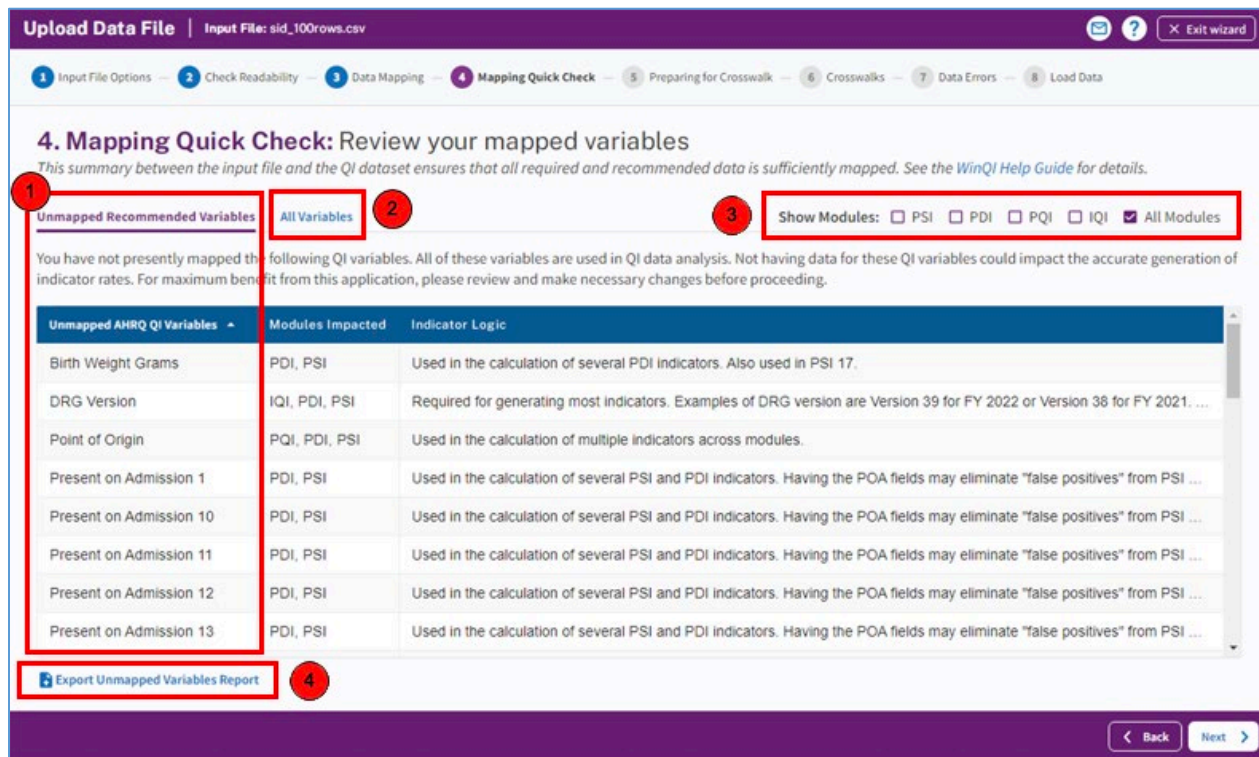 Upload Data File | Input File: sid_100rows.csv ? × Exit wizard
1 Input File Options — 2 Check Readability — 3 Data Mapping — 4 Mapping Quick Check — 5 Preparing for Crosswalk — 6 Crosswalks — 7 Data Errors — 8 Load Data
4. Mapping Quick Check: Review your mapped variables
This summary between the input file and the QI dataset ensures that all required and recommended data is sufficiently mapped. See the WinQI Help Guide for details.
1
Unmapped Recommended Variables All Variables 2 3 Show Modules: PSI PDI PQI IQI All Modules
You have not presently mapped the following QI variables. All of these variables are used in QI data analysis. Not having data for these QI variables could impact the accurate generation of
indicator rates. For maximum benefit from this application, please review and make necessary changes before proceeding.
Unmapped AHRQ QI Variables Modules Impacted Indicator Logic
Birth Weight Grams PDI, PSI Used in the calculation of several PDI indicators. Also used in PSI 17.
DRG Version IQI, PDI, PSI Required for generating most indicators. Examples of DRG version are Version 39 for FY 2022 or Version 38 for FY 2021. ...
Point of Origin PQI, PDI, PSI Used in the calculation of multiple indicators across modules.
Present on Admission 1 PDI, PSI Used in the calculation of several PSI and PDI indicators. Having the POA fields may eliminate "false positives" from PSI ...
Present on Admission 10 PDI, PSI Used in the calculation of several PSI and PDI indicators. Having the POA fields may eliminate "false positives" from PSI ...
Present on Admission 11 PDI, PSI Used in the calculation of several PSI and PDI indicators. Having the POA fields may eliminate "false positives" from PSI ...
Present on Admission 12 PDI, PSI Used in the calculation of several PSI and PDI indicators. Having the POA fields may eliminate "false positives" from PSI ...
Present on Admission 13 PDI, PSI Used in the calculation of several PSI and PDI indicators. Having the POA fields may eliminate "false positives" from PSI ...
Export Unmapped Variables Report 4
Back Next